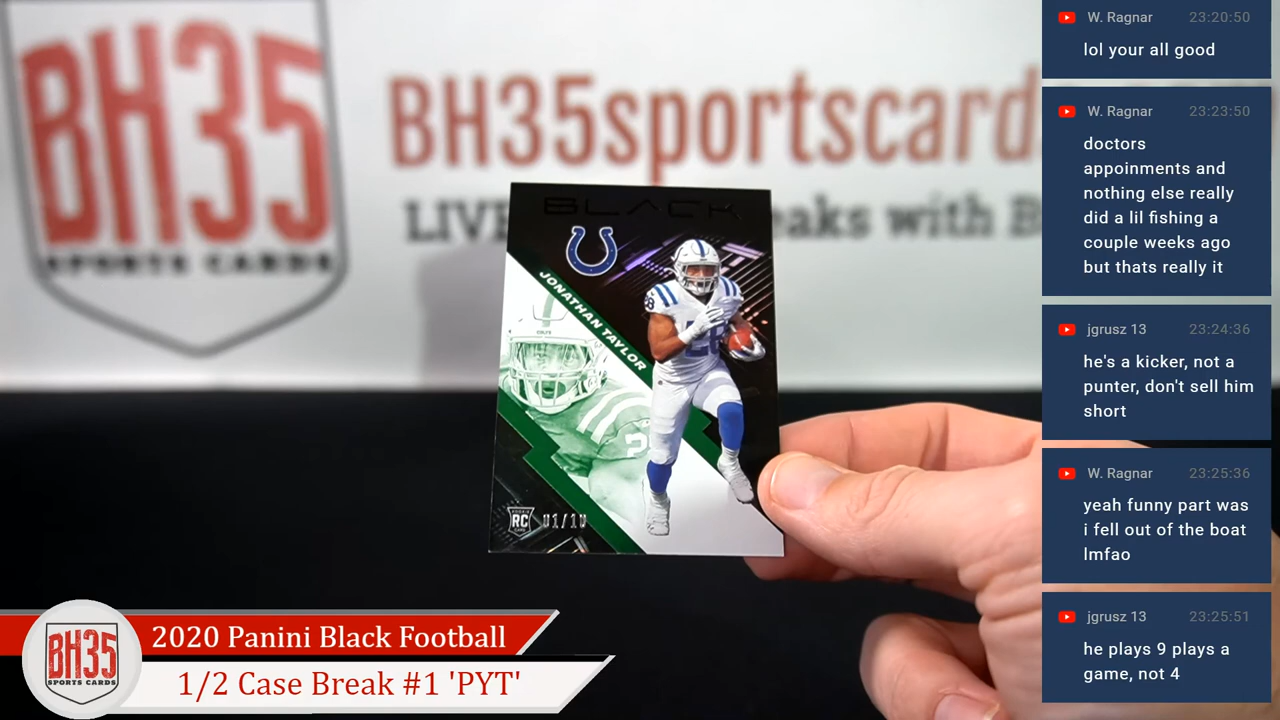 BH35
SPORTS CARDS
BH35sportscard
LIVE
eaks with B
BLACK
JONATHAN TAYLOR
COLTS
28
RC
01/10
BH35
SPORTS CARDS
2020 Panini Black Football
1/2 Case Break #1 'PYT'
W. Ragnar 23:20:50
lol your all good
W. Ragnar 23:23:50
doctors
appoinments and
nothing else really
did a lil fishing a
couple weeks ago
but thats really it
jgrusz 13 23:24:36
he's a kicker, not a
punter, don't sell him
short
W. Ragnar 23:25:36
yeah funny part was
i fell out of the boat
lmfao
jgrusz 13 23:25:51
he plays 9 plays a
game, not 4